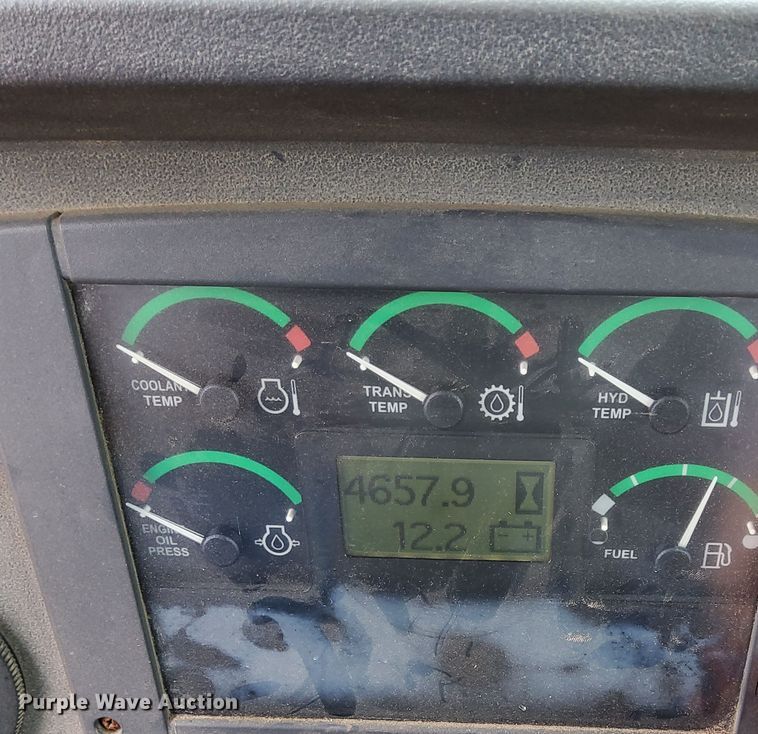 COOLANT
TEMP
TRANS
TEMP
HYD
TEMP
4657.9
12.2
ENGINE
OIL
PRESS
FUEL
Purple Wave Auction